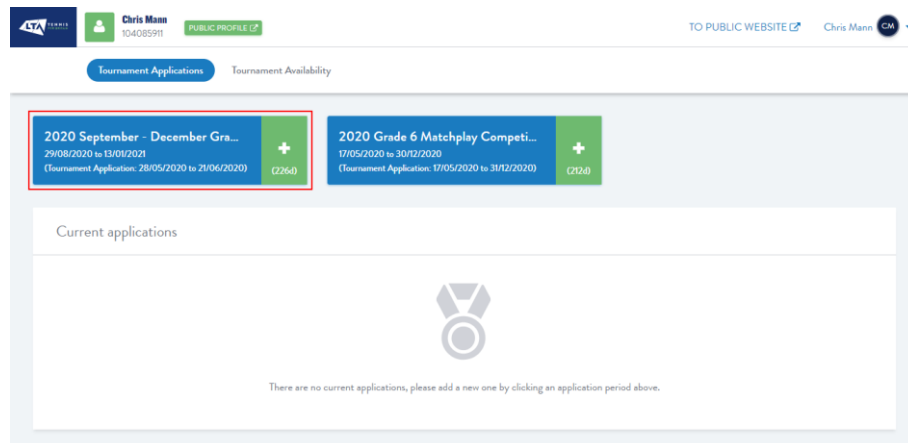 LTA TENNIS
Chris Mann
104085911
PUBLIC PROFILE
TO PUBLIC WEBSITE
Chris Mann CM
Tournament Applications Tournament Availability
2020 September - December Gra...
29/08/2020 to 13/01/2021
(Tournament Application: 28/05/2020 to 21/06/2020)
(226d)
2020 Grade 6 Matchplay Competi...
17/05/2020 to 30/12/2020
(Tournament Application: 17/05/2020 to 31/12/2020)
(212d)
Current applications
There are no current applications, please add a new one by clicking an application period above.